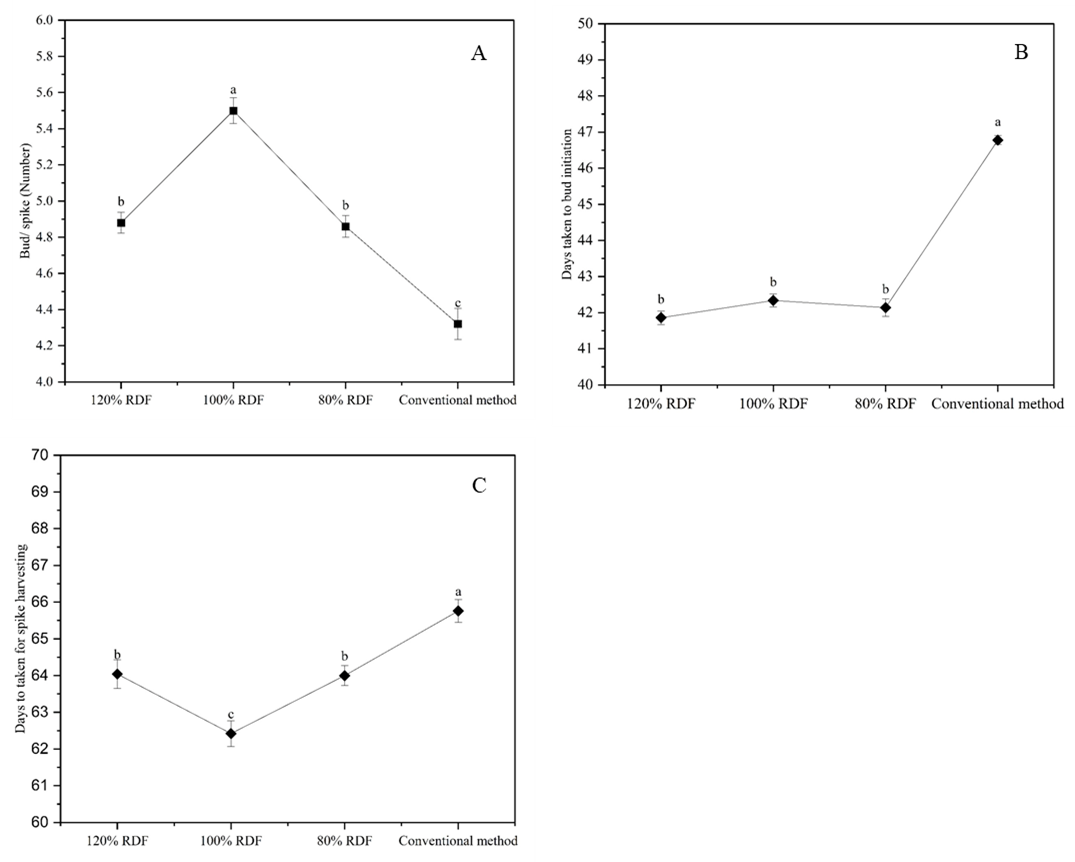 A
Bud/ spike (Number)
6.0
5.8
5.6
5.4
5.2
5.0
4.8
4.6
4.4
4.2
4.0
b
a
b
c
120% RDF
100% RDF
80% RDF
Conventional method
B
Days taken to bud initiation
50
49
48
47
46
45
44
43
42
41
40
b
b
b
a
120% RDF
100% RDF
80% RDF
Conventional method
C
Days to taken for spike harvesting
70
69
68
67
66
65
64
63
62
61
60
b
c
b
a
120% RDF
100% RDF
80% RDF
Conventional method